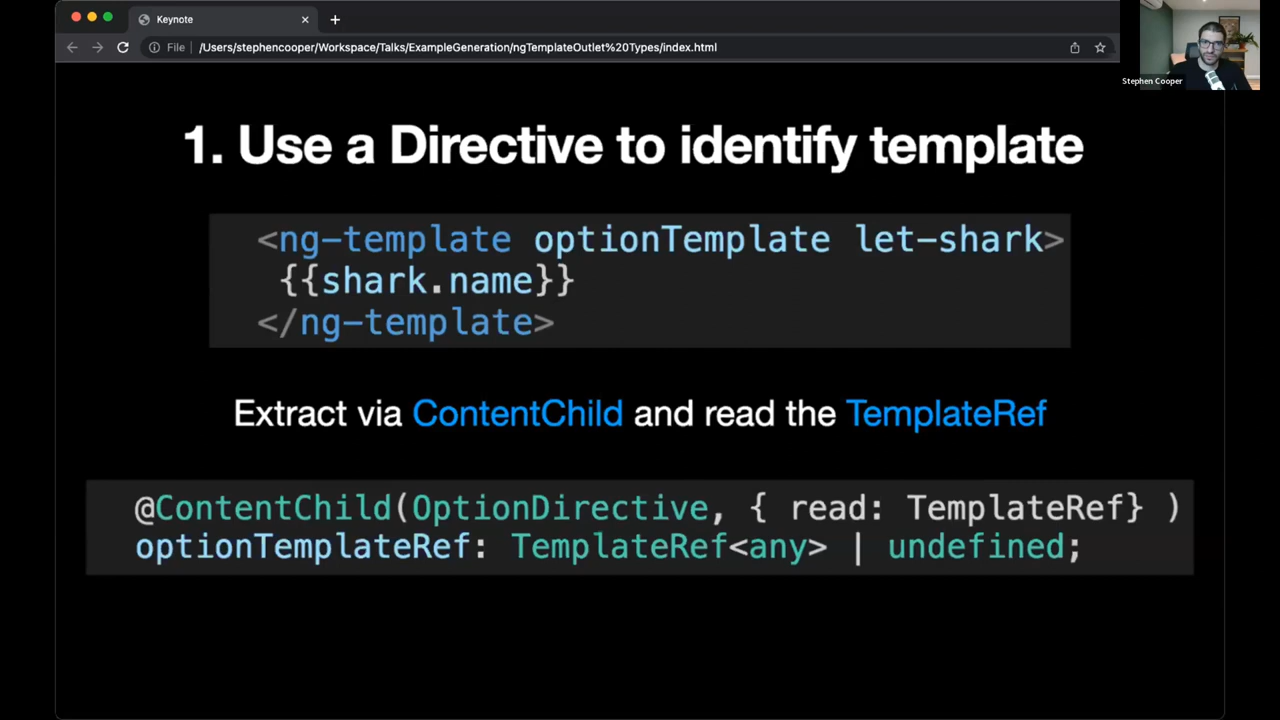 Keynote
File
/Users/stephencooper/Workspace/Talks/ExampleGeneration/ngTemplateOutlet%20Types/index.html
Stephen Cooper
1. Use a Directive to identify template
<ng-template optionTemplate let-shark>
{{shark.name}}
</ng-template>
Extract via ContentChild and read the TemplateRef
@ContentChild(OptionDirective, { read: TemplateRef} )
optionTemplateRef: TemplateRef<any> | undefined;